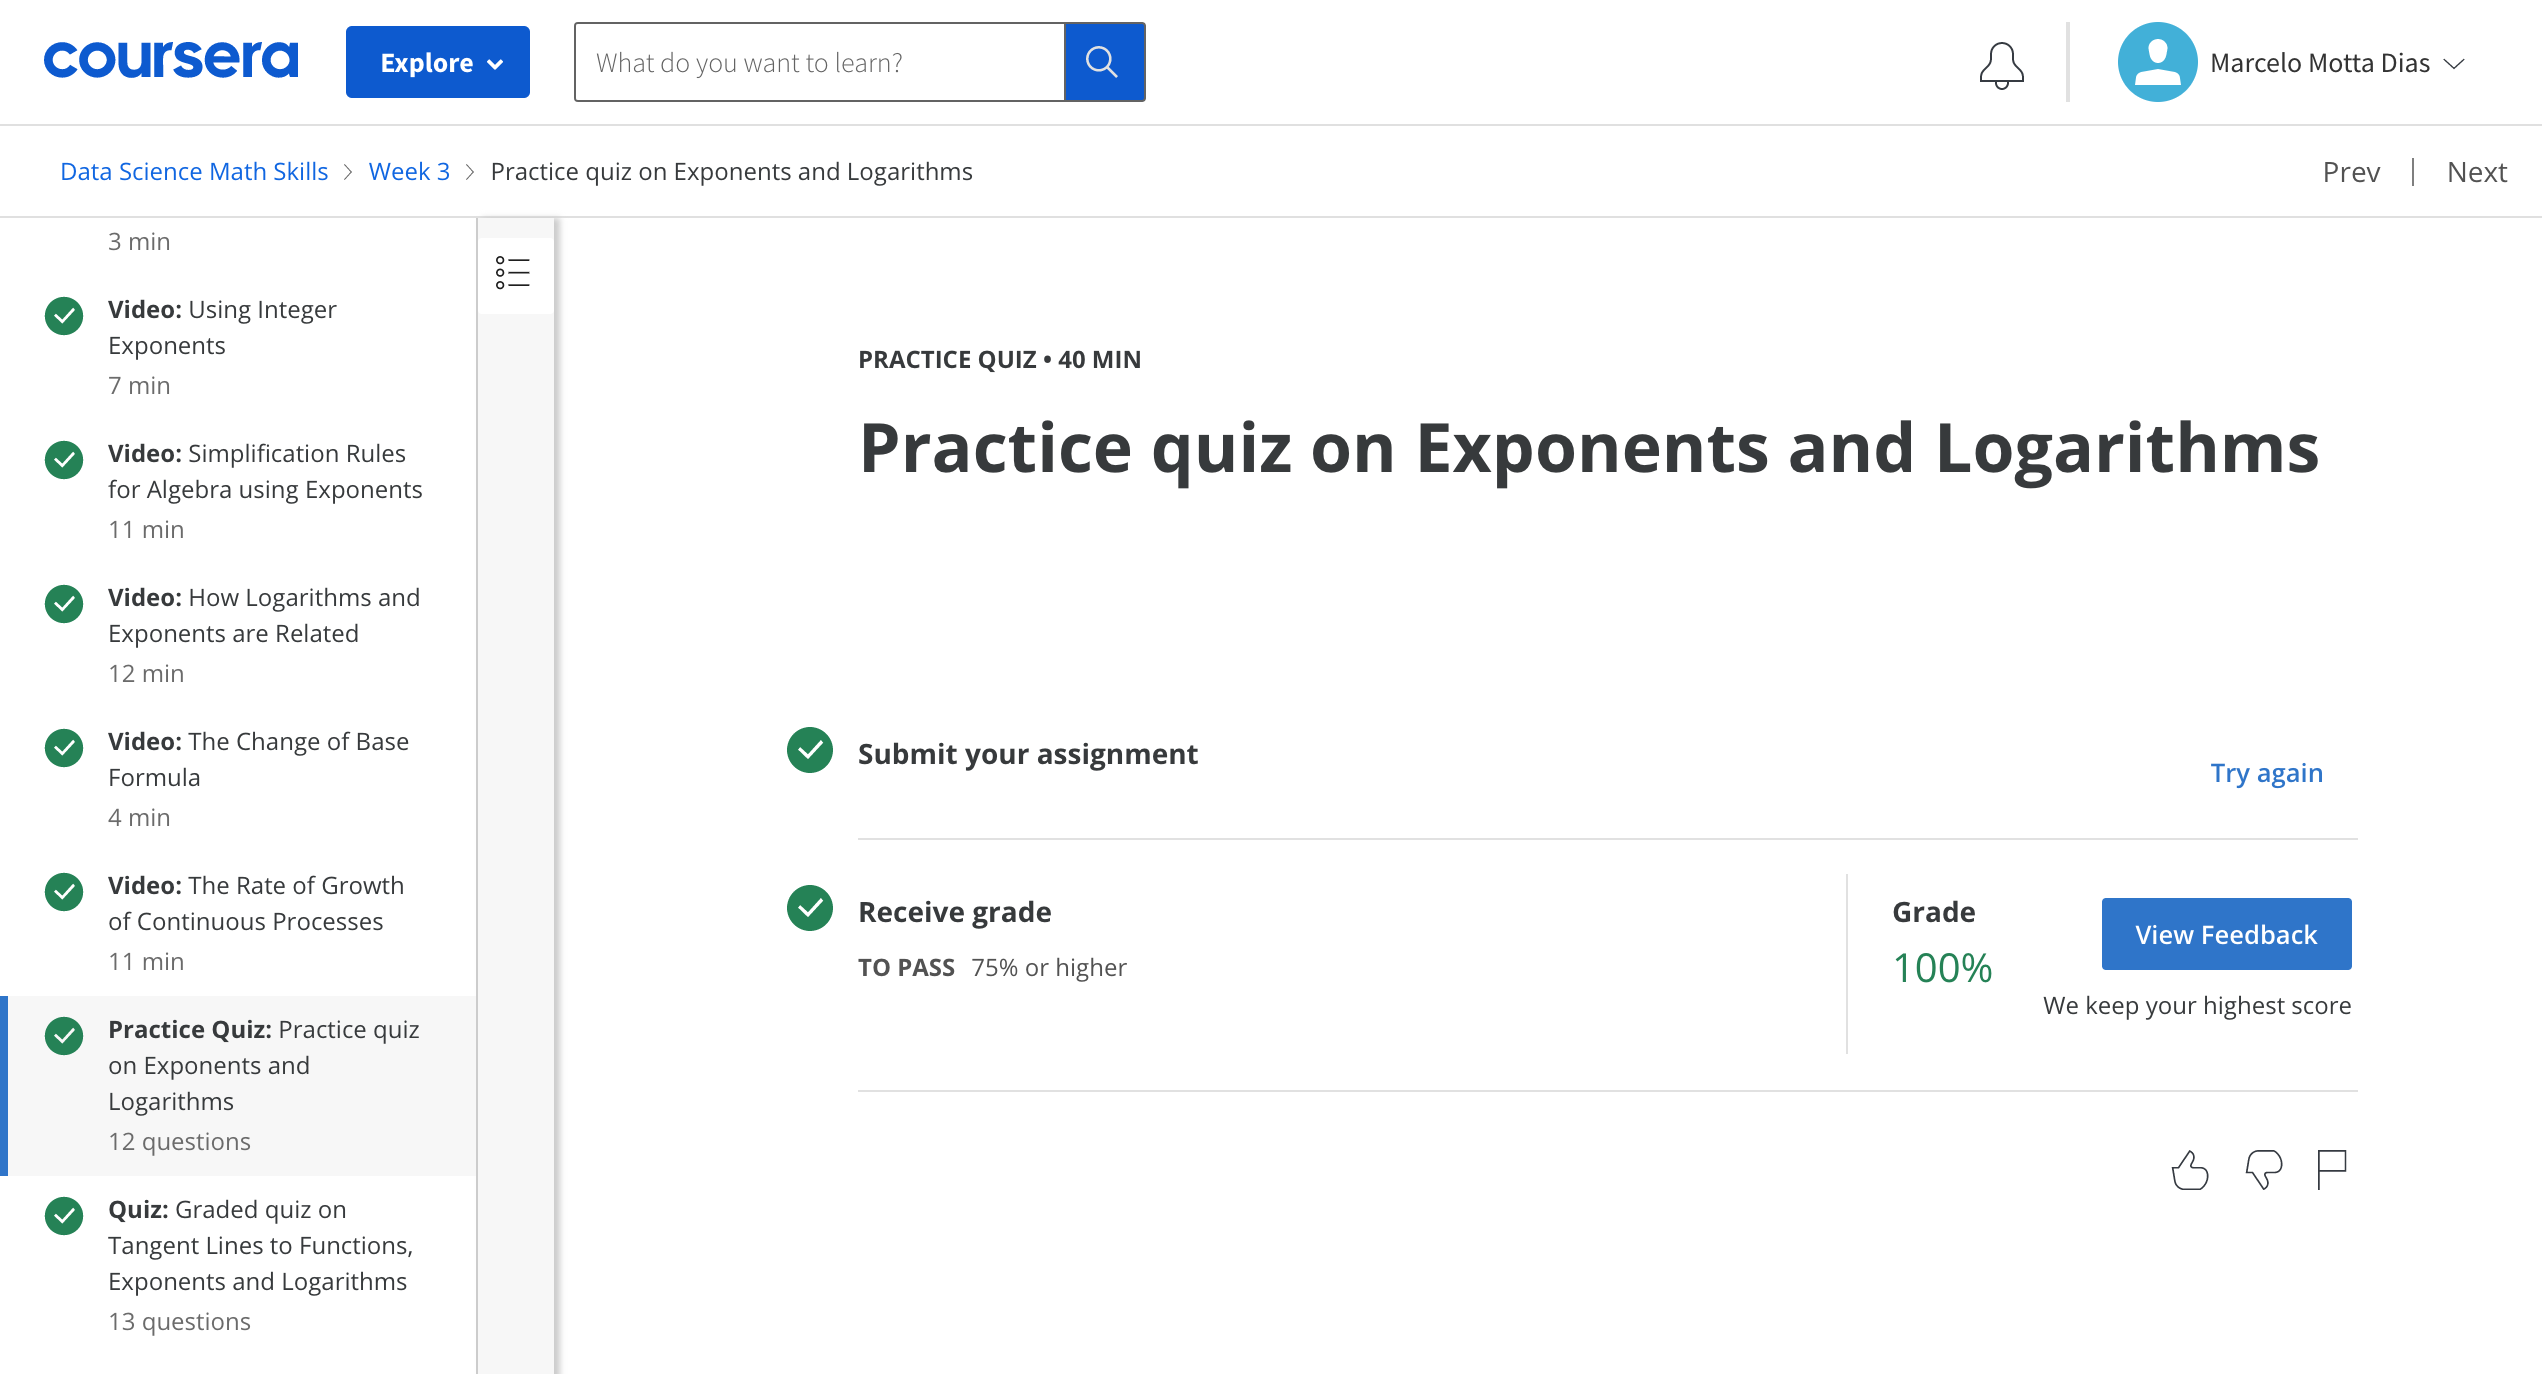 coursera
Explore
What do you want to learn?
Marcelo Motta Dias
Data Science Math Skills > Week 3 > Practice quiz on Exponents and Logarithms
Prev | Next
3 min
Video: Using Integer
Exponents
7 min
Video: Simplification Rules
for Algebra using Exponents
11 min
Video: How Logarithms and
Exponents are Related
12 min
Video: The Change of Base
Formula
4 min
Video: The Rate of Growth
of Continuous Processes
11 min
Practice Quiz: Practice quiz
on Exponents and
Logarithms
12 questions
Quiz: Graded quiz on
Tangent Lines to Functions,
Exponents and Logarithms
13 questions
PRACTICE QUIZ • 40 MIN
Practice quiz on Exponents and Logarithms
Submit your assignment
Try again
Receive grade
TO PASS 75% or higher
Grade
100%
View Feedback
We keep your highest score